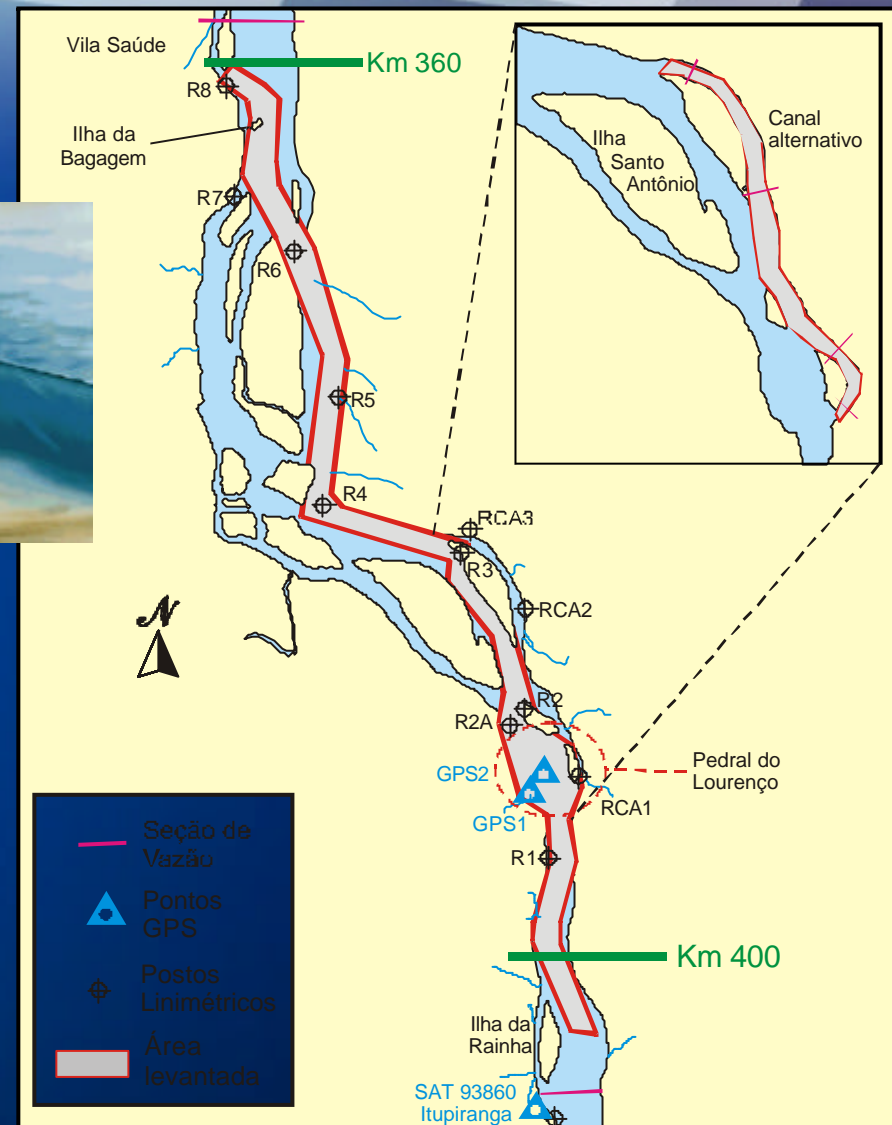 Vila Saúde
Km 360
R8
Ilha da
Bagagem
R7
R6
R5
R4
RCA3
R3
RCA2
R2
R2A
GPS2
GPS1
Pedral do
Lourenço
RCA1
R1
Km 400
Ilha da
Rainha
SAT 93860
Itupiranga
Ilha
Santo
Antônio
Canal
alternativo
N
Seção de
Vazão
Pontos
GPS
Postos
Linimétricos
Área
levantada